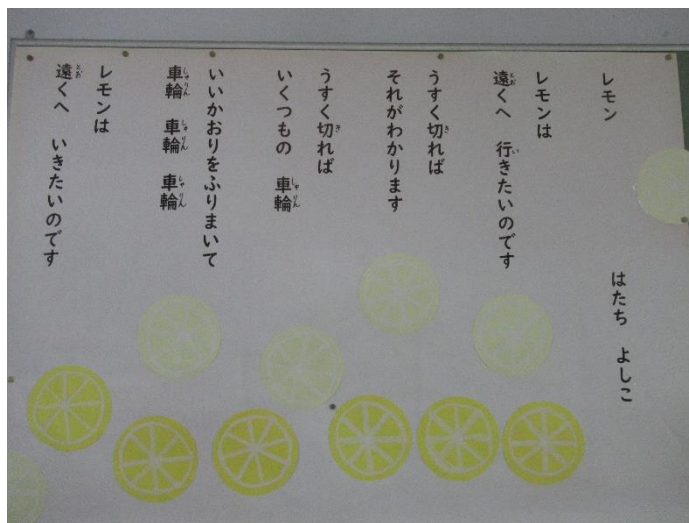 レモン
はたち よしこ
レモンは
遠くへ 行きたいのです
うすく切れば
それがわかります
うすく切れば
いくつもの 車輪
いいかおりをふりまいて
車輪 車輪 車輪
レモンは
遠くへ いきたいのです